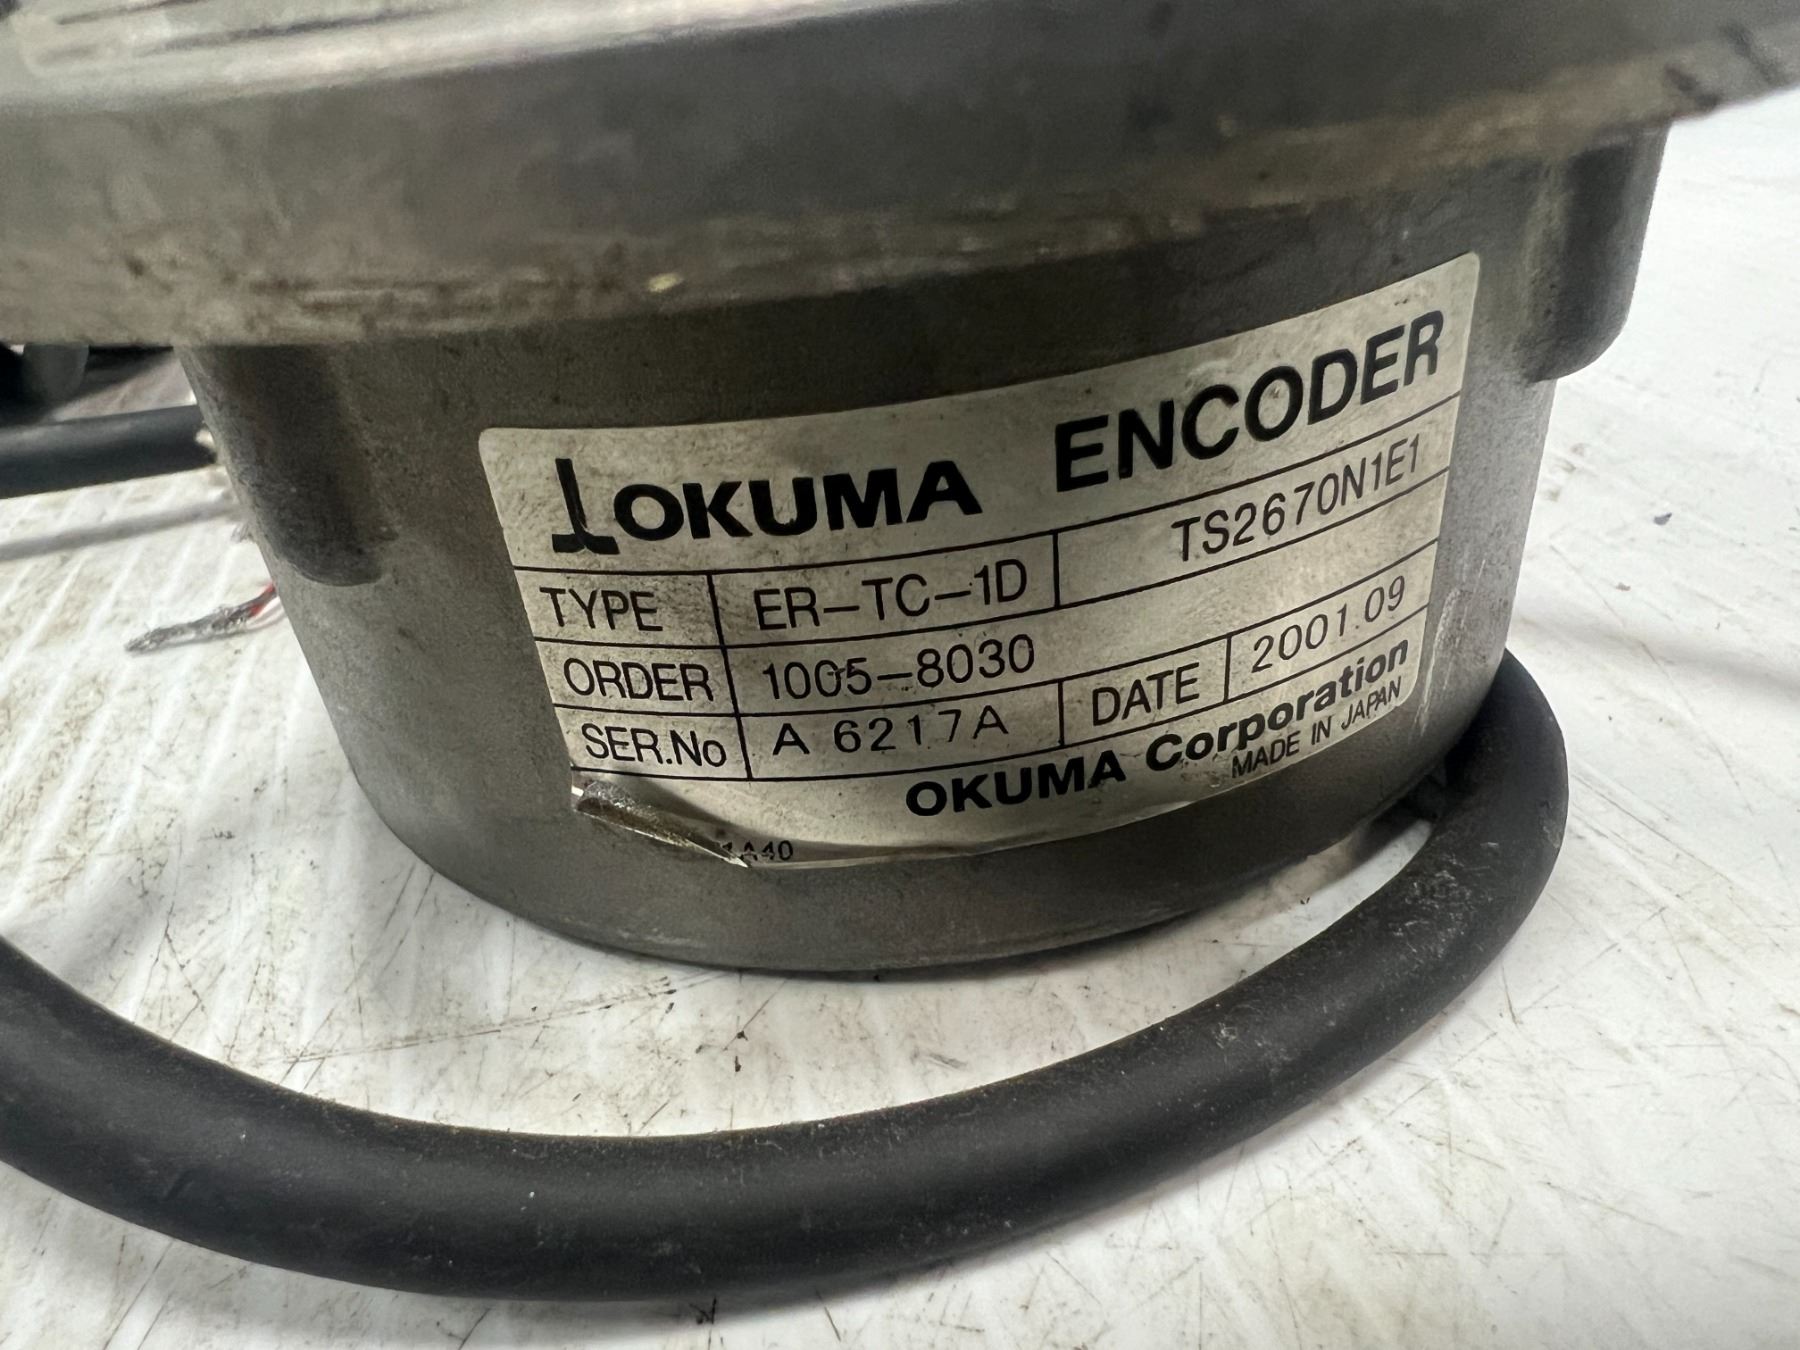 OKUMA ENCODER
TYPE ER-TC-1D TS2670N1E1
ORDER 1005-8030
SER.No A 6217A DATE 2001.09
OKUMA Corporation
MADE IN JAPAN